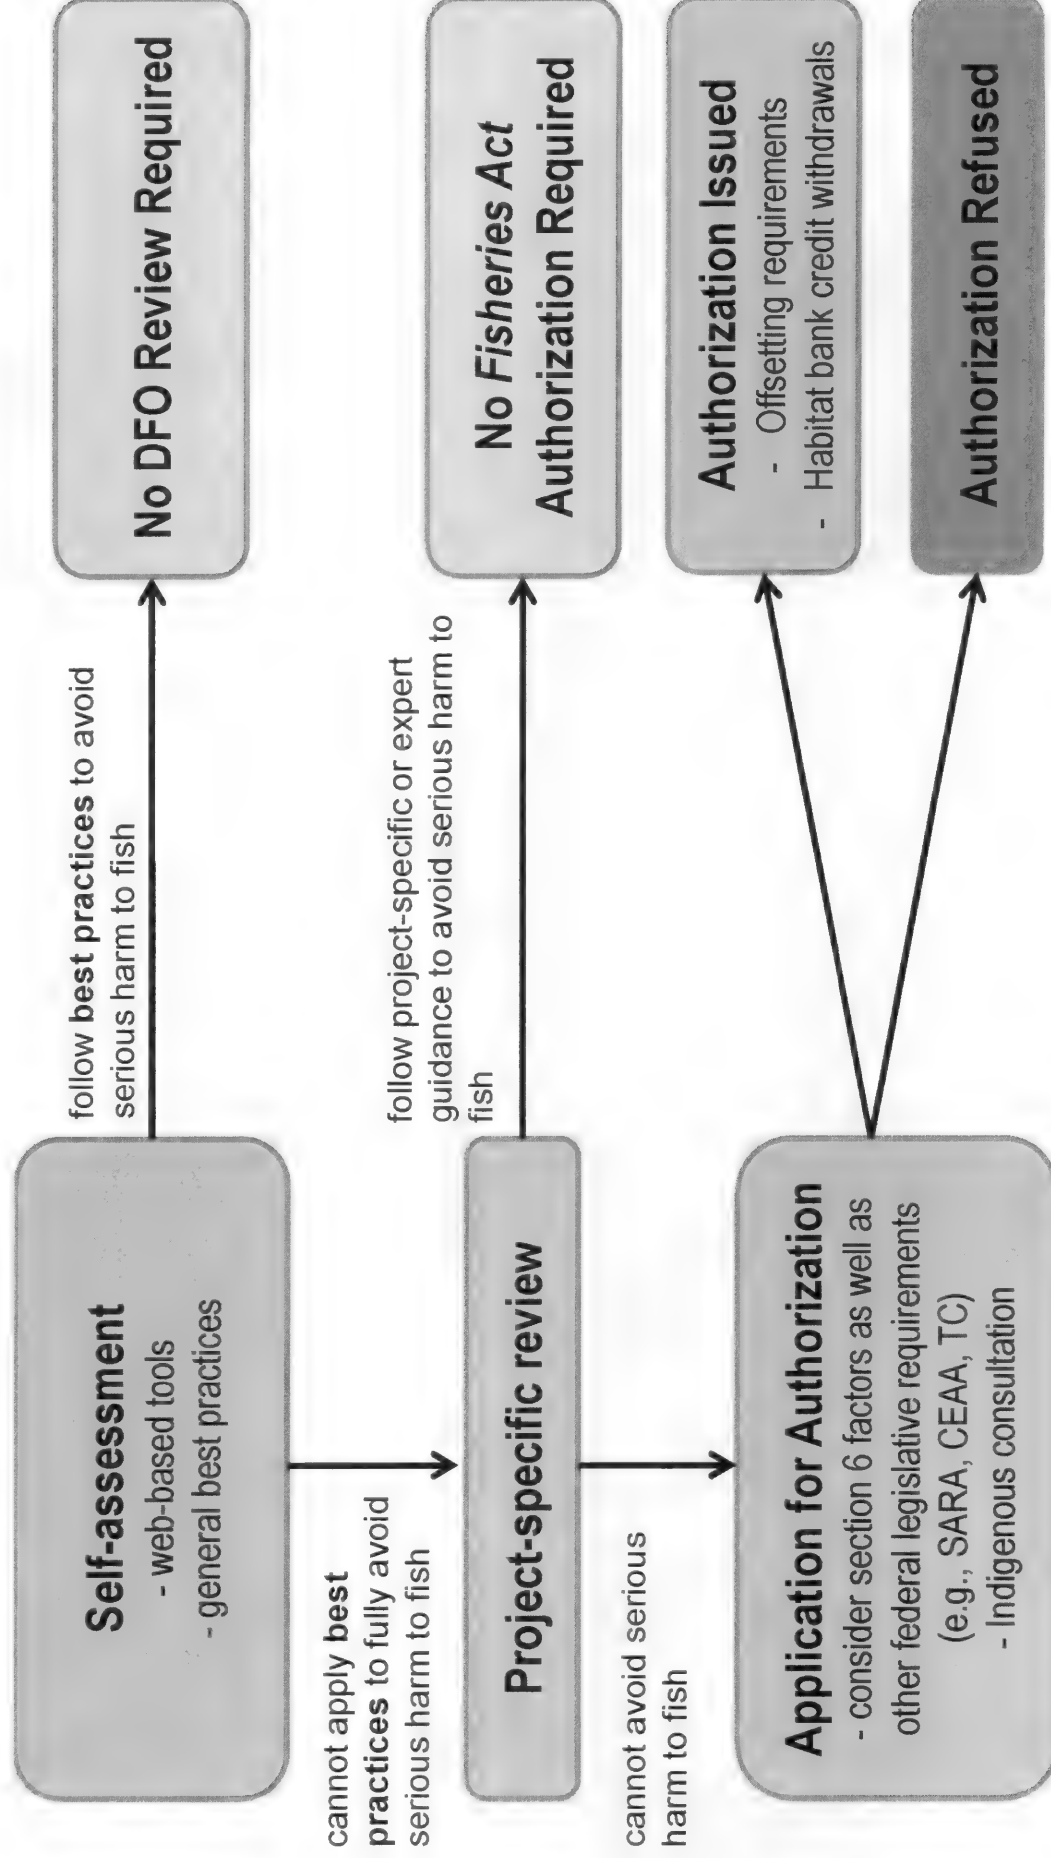 Self-assessment
- web-based tools
- general best practices
follow best practices to avoid
serious harm to fish
No DFO Review Required
cannot apply best
practices to fully avoid
serious harm to fish
Project-specific review
follow project-specific or expert
guidance to avoid serious harm to
fish
No Fisheries Act
Authorization Required
cannot avoid serious
harm to fish
Application for Authorization
- consider section 6 factors as well as
other federal legislative requirements
(e.g., SARA, CEAA, TC)
- Indigenous consultation
Authorization Issued
- Offsetting requirements
- Habitat bank credit withdrawals
Authorization Refused